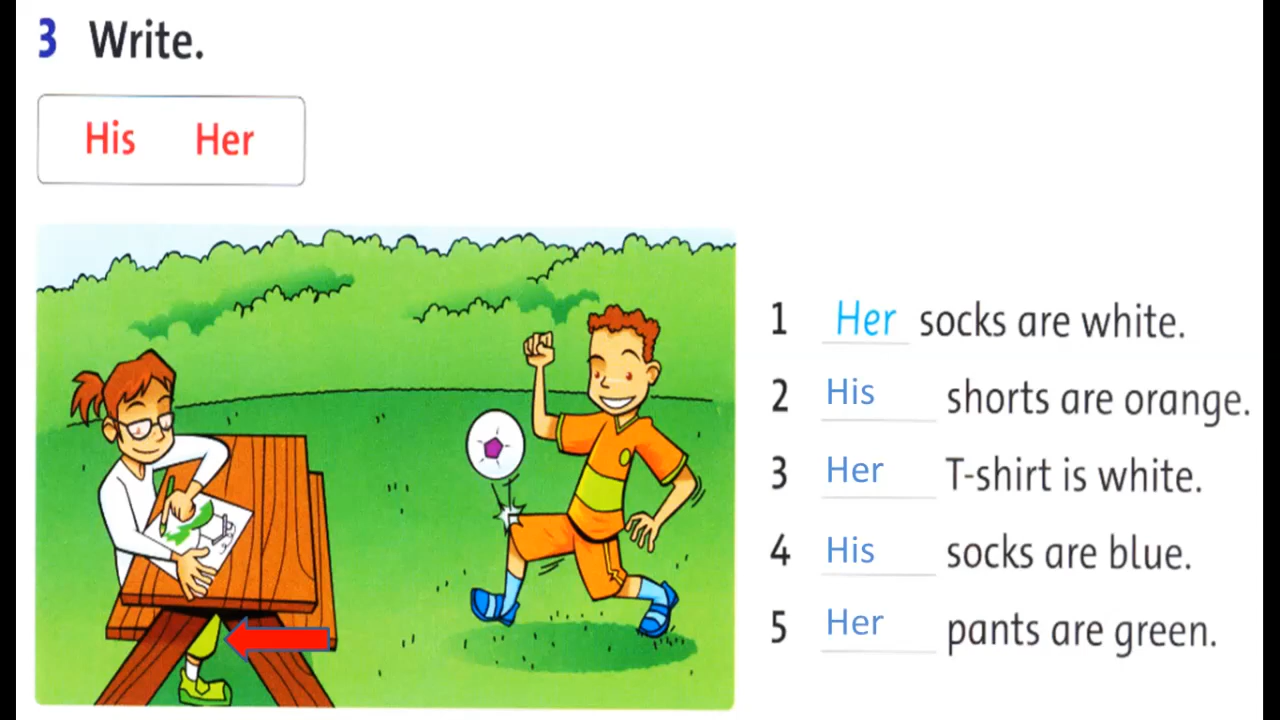 3 Write.
His Her
1 Her socks are white.
2 His shorts are orange.
3 Her T-shirt is white.
4 His socks are blue.
5 Her pants are green.